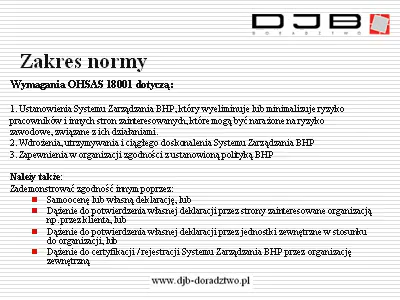 DJB
DORADZTWO
Zakres normy
Wymagania OHSAS 18001 dotyczą:
1. Ustanowienia Systemu Zarządzania BHP, który wyeliminuje lub minimalizuje ryzyko
pracowników i innych stron zainteresowanych, które mogą być narażone na ryzyko
zawodowe, związane z ich działaniami.
2. Wdrożenia, utrzymywania i ciągłego doskonalenia Systemu Zarządzania BHP
3. Zapewnienia w organizacji zgodności z ustanowioną polityką BHP
Należy także:
Zademonstrować zgodność innym poprzez:
Samoocenę lub własną deklarację, lub
Dążenie do potwierdzenia własnej deklaracji przez strony zainteresowane organizacją
np. przez klienta, lub
Dążenie do potwierdzenia własnej deklaracji przez jednostki zewnętrzne w stosunku
do organizacji, lub
Dążenie do certyfikacji / rejestracji Systemu Zarządzania BHP przez organizację
zewnętrzną
www.djb-doradztwo.pl